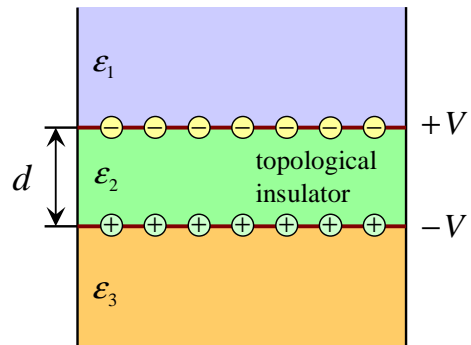 ε₁
− − − − − − −
+V
d
ε₂
topological
insulator
+ + + + + + +
−V
ε₃